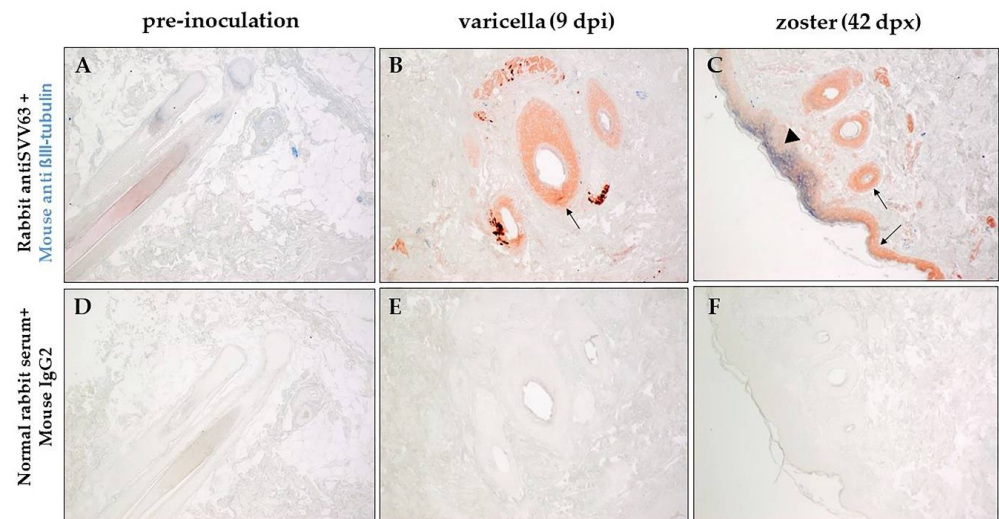 pre-inoculation
varicella (9 dpi)
zoster (42 dpx)
Rabbit antiSVV63 +
Mouse anti ßIII-tubulin
A
B
C
Normal rabbit serum+
Mouse IgG2
D
E
F